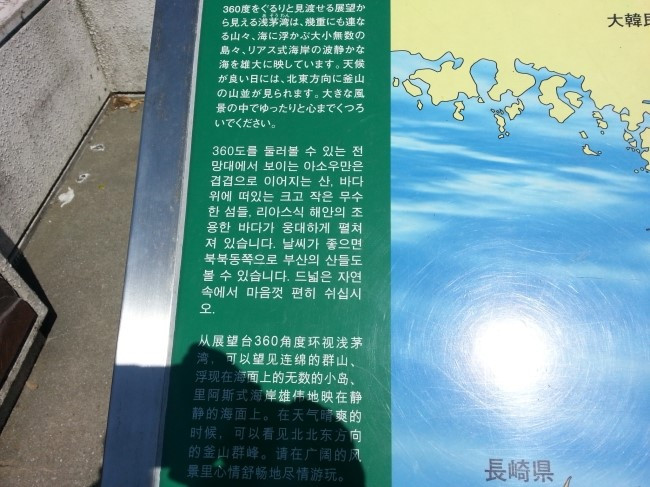 360度をぐるりと見渡せる展望から
見える浅茅湾は、幾重にも連な
る山々、海に浮かぶ大小無数の
島々、リアス式海岸の波静かな
海を雄大に映しています。天候
が良い日には、北東方向に釜山
の山並が見られます。大きな風
景の中でゆったりと心までくつろ
いでください。
360도를 둘러볼 수 있는 전
망대에서 보이는 아소우만은
겹겹으로 이어지는 산, 바다
위에 떠있는 크고 작은 무수
한 섬들, 리아스식 해안의 조
용한 바다가 웅대하게 펼쳐
져 있습니다. 날씨가 좋으면
북북동쪽으로 부산의 산들도
볼 수 있습니다. 드넓은 자연
속에서 마음껏 편히 쉬십시
오.
从展望台360角度环视浅茅
湾，可以望见连绵的群山、
浮现在海面上的无数的小岛、
里阿斯式海岸雄伟地映在静
静的海面上。在天气晴爽的
时候，可以看见北北东方向
的釜山群峰。请在广阔的风
景里心情舒畅地尽情游玩。
大韓民
長崎県